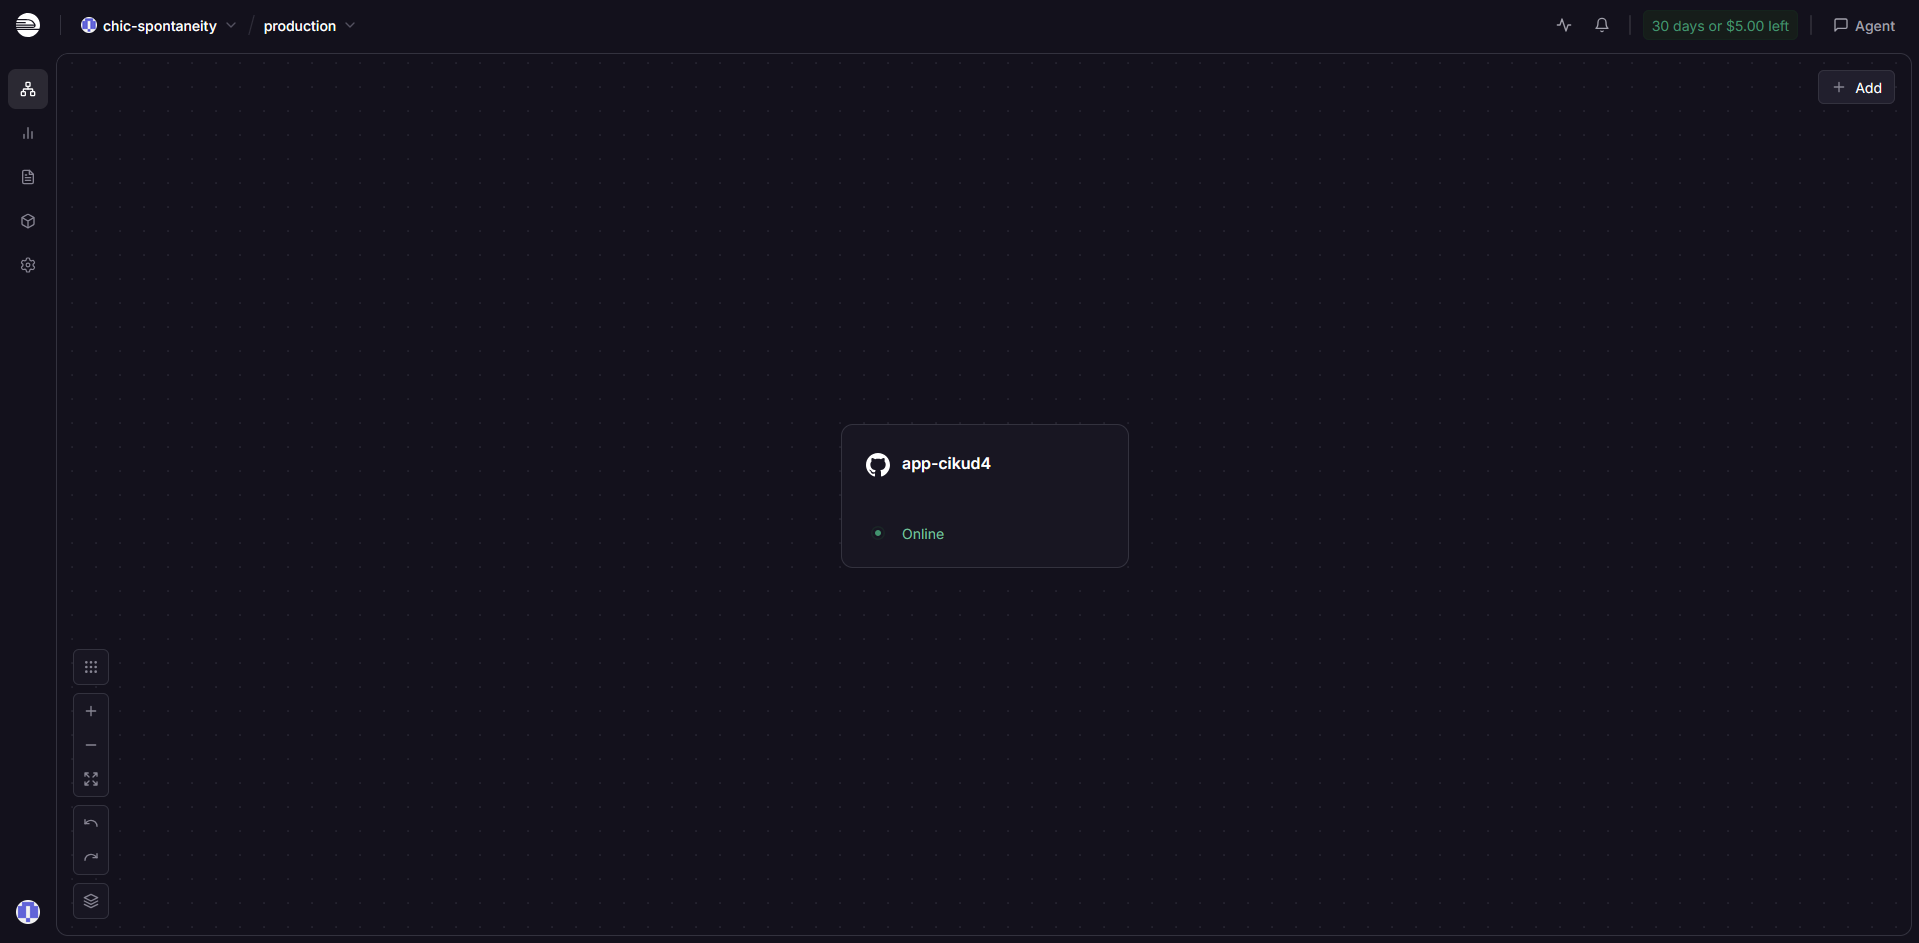 chic-spontaneity
production
30 days or $5.00 left
Agent
Add
app-cikud4
Online